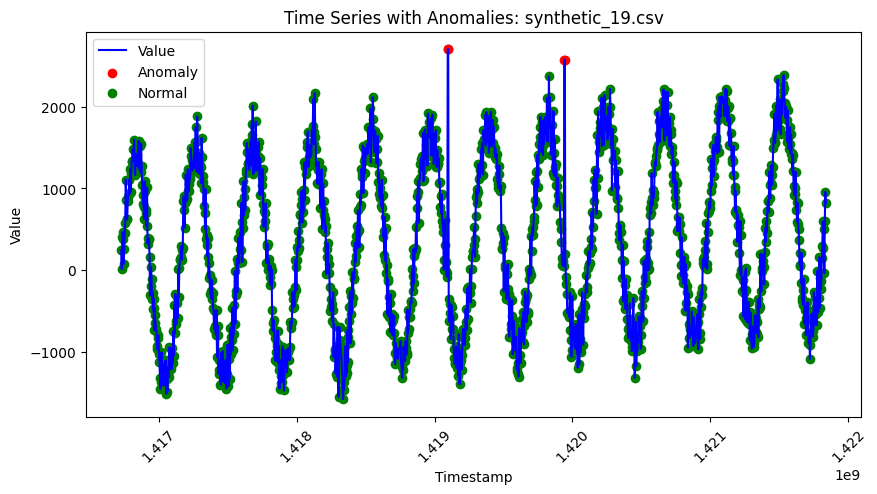 Time Series with Anomalies: synthetic_19.csv
Value
Anomaly
Normal
Value
2000
1000
0
−1000
1.417
1.418
1.419
1.420
1.421
1.422
1e9
Timestamp